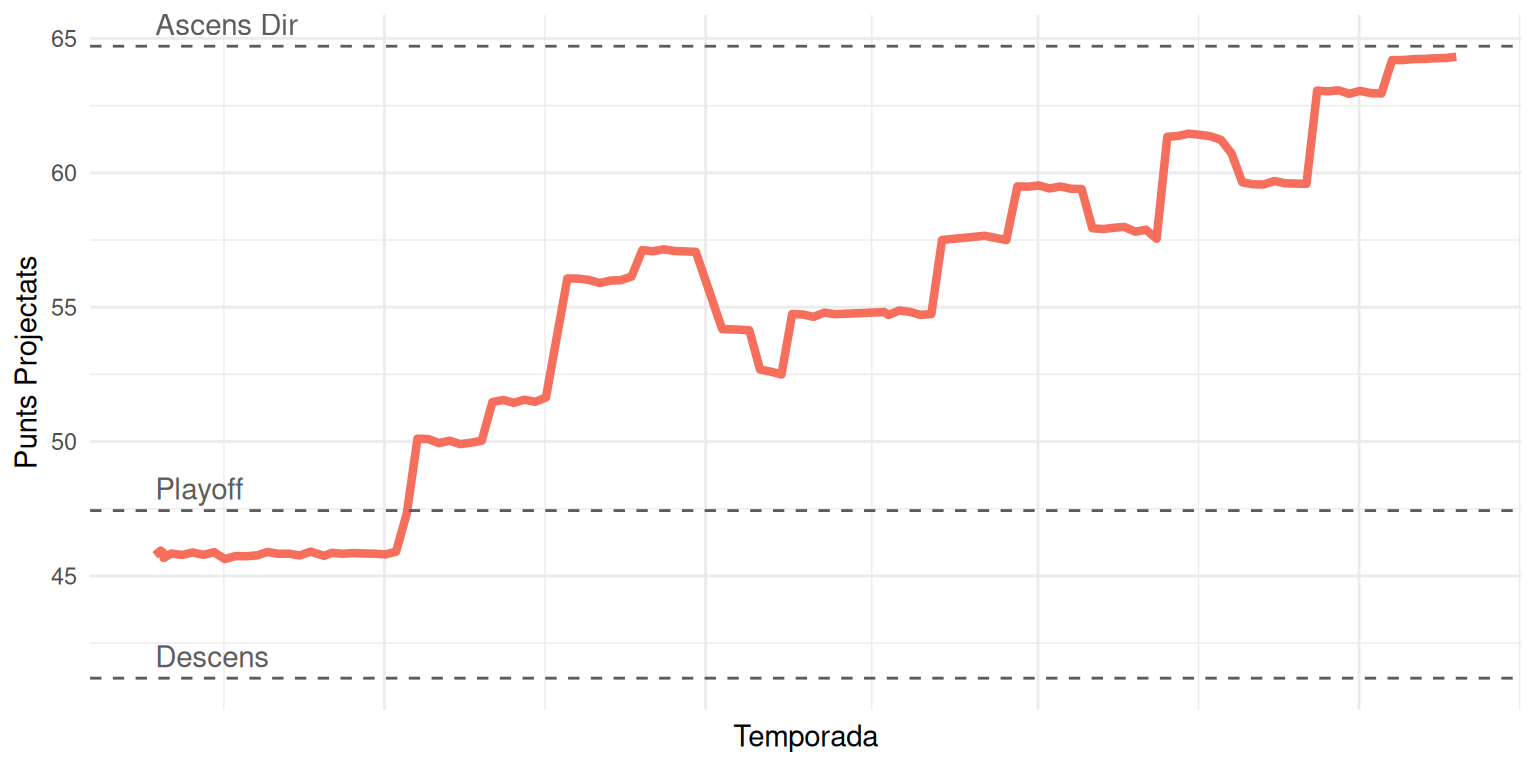 Ascens Dir
65
60
55
50
Playoff
45
Descens
Punts Projectats
Temporada